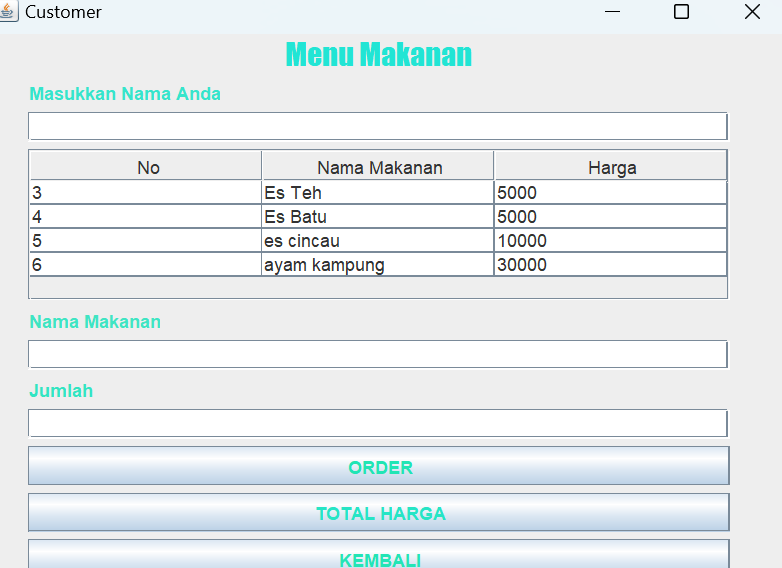 Customer
Menu Makanan
Masukkan Nama Anda
No Nama Makanan Harga
3 Es Teh 5000
4 Es Batu 5000
5 es cincau 10000
6 ayam kampung 30000
Nama Makanan
Jumlah
ORDER
TOTAL HARGA
KEMBALI